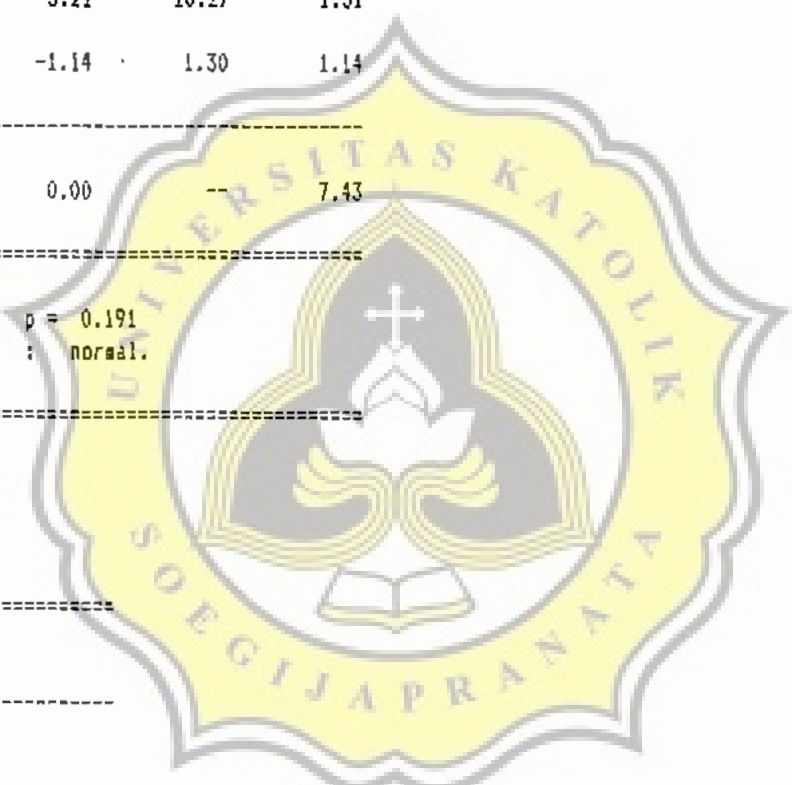 -1.14 1.30 1.14
0.00 -- 7.43
p = 0.191
: normal.
UNIVERSITAS KATOLIK
SOEGIJAPRANATA